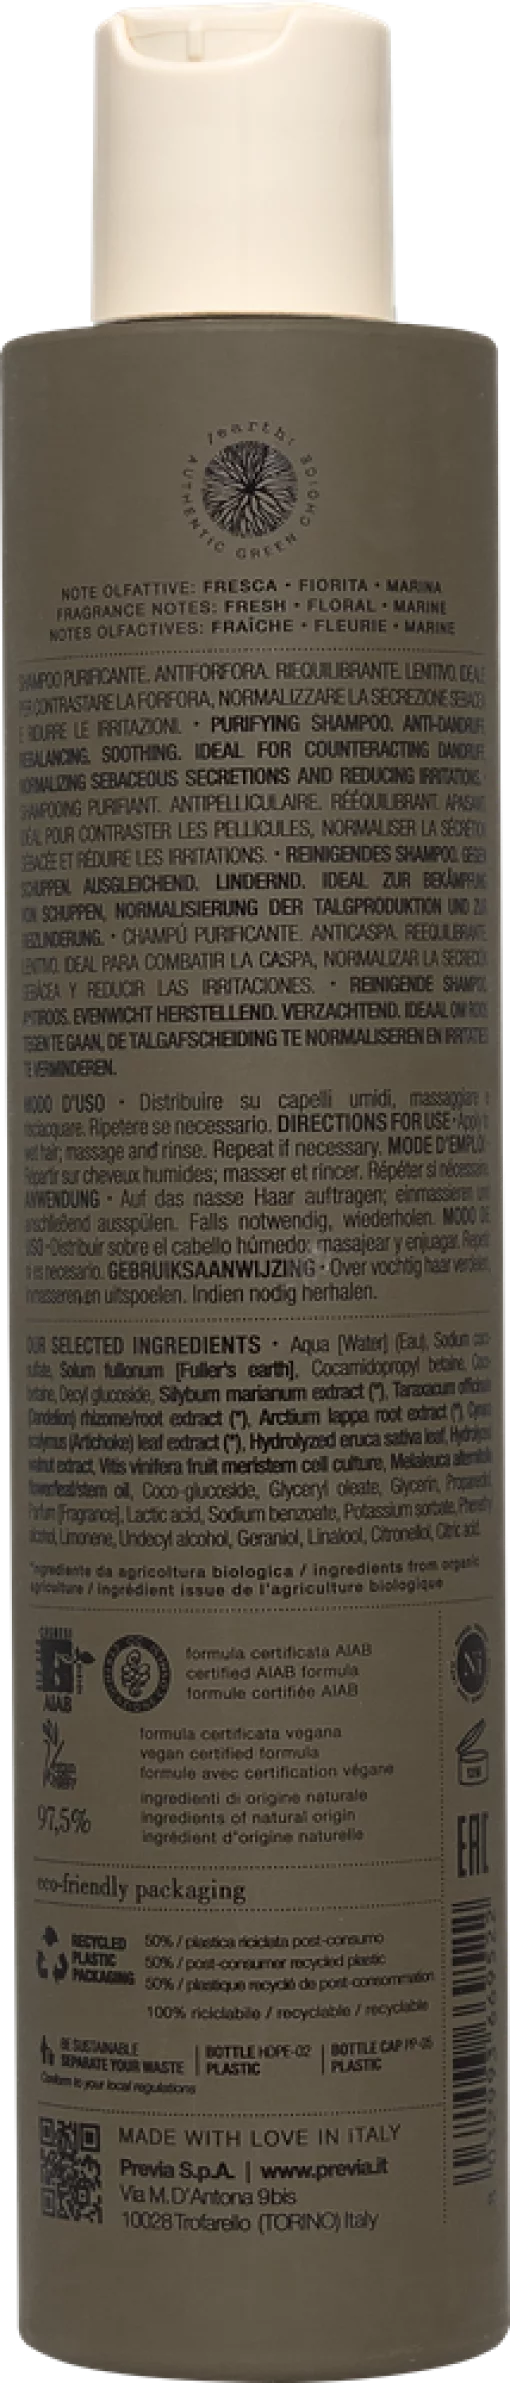 /earth:
AUTHENTIC GREEN CHOICE
NOTE OLFATTIVE: FRESCA • FIORITA • MARINA
FRAGRANCE NOTES: FRESH • FLORAL • MARINE
NOTES OLFACTIVES: FRAÎCHE • FLEURIE • MARINE
SHAMPOO PURIFICANTE. ANTIFORFORA. RIEQUILIBRANTE. LENITIVO. IDEALE
PER CONTRASTARE LA FORFORA, NORMALIZZARE LA SECREZIONE SEBACEA
E RIDURRE LE IRRITAZIONI. • PURIFYING SHAMPOO. ANTI-DANDRUFF.
REBALANCING. SOOTHING. IDEAL FOR COUNTERACTING DANDRUFF,
NORMALIZING SEBACEOUS SECRETIONS AND REDUCING IRRITATIONS. •
SHAMPOOING PURIFIANT. ANTIPELLICULAIRE. RÉÉQUILIBRANT. APAISANT.
IDÉAL POUR CONTRASTER LES PELLICULES, NORMALISER LA SÉCRÉTION
SÉBACÉE ET RÉDUIRE LES IRRITATIONS. • REINIGENDES SHAMPOO. GEGEN
SCHUPPEN. AUSGLEICHEND. LINDERND. IDEAL ZUR BEKÄMPFUNG
VON SCHUPPEN, NORMALISIERUNG DER TALGPRODUKTION UND ZUR
REIZLINDERUNG. • CHAMPÚ PURIFICANTE. ANTICASPA. REEQUILIBRANTE.
LENITIVO. IDEAL PARA COMBATIR LA CASPA, NORMALIZAR LA SECRECIÓN
SEBÁCEA Y REDUCIR LAS IRRITACIONES. • REINIGENDE SHAMPOO.
ANTIROOS. EVENWICHT HERSTELLEND. VERZACHTEND. IDEAAL OM ROOS
TEGEN TE GAAN, DE TALGAFSCHEIDING TE NORMALISEREN EN IRRITATIES
TE VERMINDEREN.
MODO D'USO • Distribuire su capelli umidi, massaggiare e
risciacquare. Ripetere se necessario. DIRECTIONS FOR USE • Apply to
wet hair; massage and rinse. Repeat if necessary. MODE D'EMPLOI •
Répartir sur cheveux humides; masser et rincer. Répéter si nécessaire.
ANWENDUNG • Auf das nasse Haar auftragen; einmassieren und
anschließend ausspülen. Falls notwendig, wiederholen. MODO DE
USO • Distribuir sobre el cabello húmedo; masajear y enjuagar. Repetir
si es necesario. GEBRUIKSAANWIJZING • Over vochtig haar verdelen,
inmasseren en uitspoelen. Indien nodig herhalen.
OUR SELECTED INGREDIENTS • Aqua [Water] (Eau), Sodium coco-
sulfate, Solum fullonum [Fuller's earth], Cocamidopropyl betaine, Coco-
betaine, Decyl glucoside, Silybum marianum extract (*), Taraxacum officinale
(Dandelion) rhizome/root extract (*), Arctium lappa root extract (*), Cynara
scolymus (Artichoke) leaf extract (*), Hydrolyzed eruca sativa leaf, Hydrolyzed
walnut extract, Vitis vinifera fruit meristem cell culture, Melaleuca alternifolia
flower/leaf/stem oil, Coco-glucoside, Glyceryl oleate, Glycerin, Propanediol,
Parfum [Fragrance], Lactic acid, Sodium benzoate, Potassium sorbate, Phenethyl
alcohol, Limonene, Undecyl alcohol, Geraniol, Linalool, Citronellol, Citric acid.
*ingrediente da agricoltura biologica / ingredients from organic
agriculture / ingrédient issue de l'agriculture biologique
AIAB
formula certificata AIAB
certified AIAB formula
formule certifiée AIAB
Ni
formula certificata vegana
vegan certified formula
formule avec certification végane
12M
97,5%
ingredienti di origine naturale
ingredients of natural origin
ingrédient d'origine naturelle
EAC
eco-friendly packaging
RECYCLED
PLASTIC
PACKAGING
50% / plastica riciclata post-consumo
50% / post-consumer recycled plastic
50% / plastique recyclé de post-consommation
100% riciclabile / recyclable / recyclable
BE SUSTAINABLE
SEPARATE YOUR WASTE
Conform to your local regulations
BOTTLE HDPE-02
PLASTIC
BOTTLE CAP PP-05
PLASTIC
MADE WITH LOVE IN iTALY
Previa S.p.A. | www.previa.it
Via M.D'Antona 9bis
10028 Trofarello (TORINO) Italy